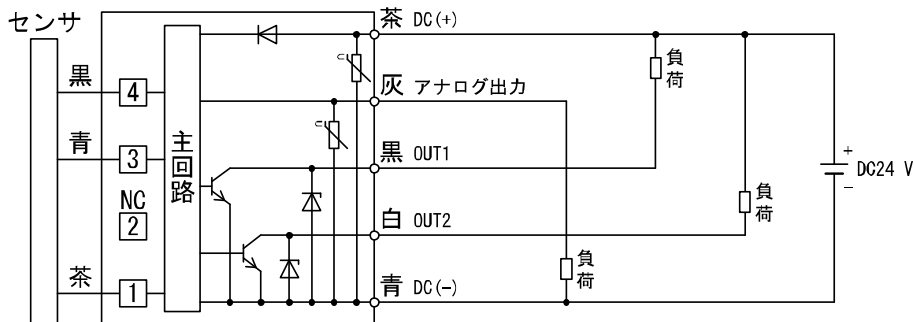 センサ
茶 DC(+)
黒
4
灰 アナログ出力
負荷
青
3
主回路
黒 OUT1
+
DC24 V
-
NC
2
白 OUT2
負荷
茶
1
負荷
青 DC(-)